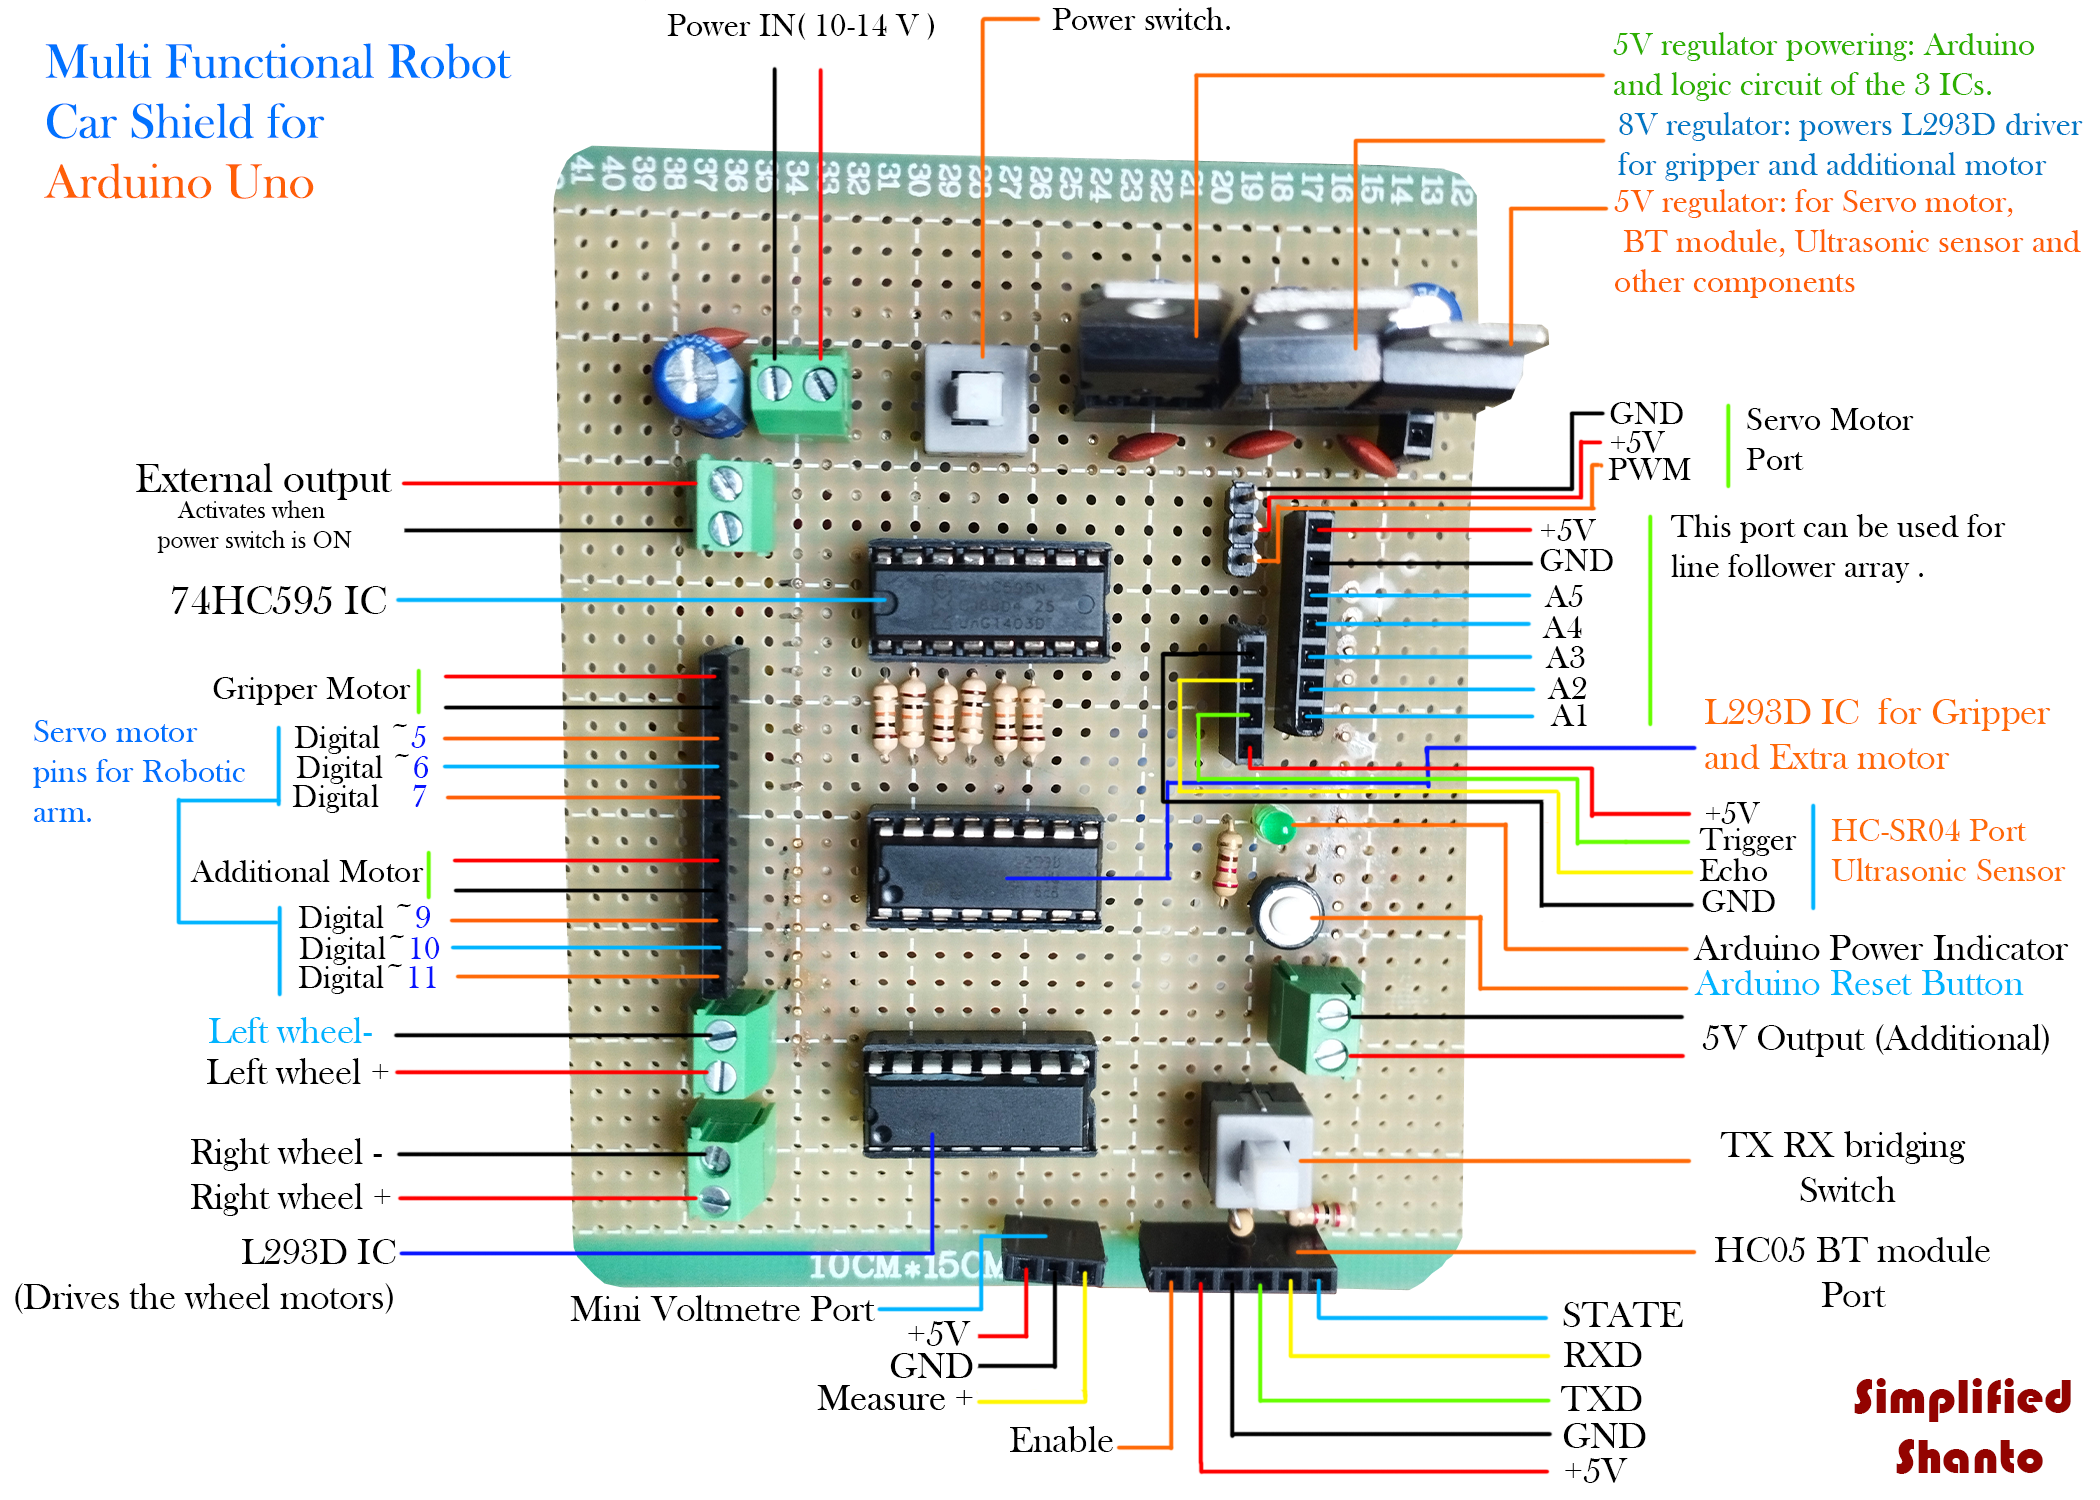 Multi Functional Robot
Car Shield for
Arduino Uno
Power IN( 10-14 V )
Power switch.
5V regulator powering: Arduino
and logic circuit of the 3 ICs.
8V regulator: powers L293D driver
for gripper and additional motor
5V regulator: for Servo motor,
BT module, Ultrasonic sensor and
other components
41 40 39 38 37 36 35 34 33 32 31 30 29 28 27 26 25 24 23 22 21 20 19 18 17 16 15 14 13 12
GND
+5V
PWM
Servo Motor
Port
External output
Activates when
power switch is ON
74HC595 IC
+5V
GND
A5
A4
A3
A2
A1
This port can be used for
line follower array .
Gripper Motor
Servo motor
pins for Robotic
arm.
Digital ~5
Digital ~6
Digital 7
Additional Motor
Digital ~9
Digital ~10
Digital ~11
L293D IC for Gripper
and Extra motor
+5V
Trigger
Echo
GND
HC-SR04 Port
Ultrasonic Sensor
Arduino Power Indicator
Arduino Reset Button
5V Output (Additional)
Left wheel-
Left wheel +
Right wheel -
Right wheel +
L293D IC
(Drives the wheel motors)
TX RX bridging
Switch
HC05 BT module
Port
10CM*15CM
Mini Voltmetre Port
+5V
GND
Measure +
Enable
STATE
RXD
TXD
GND
+5V
Simplified
Shanto